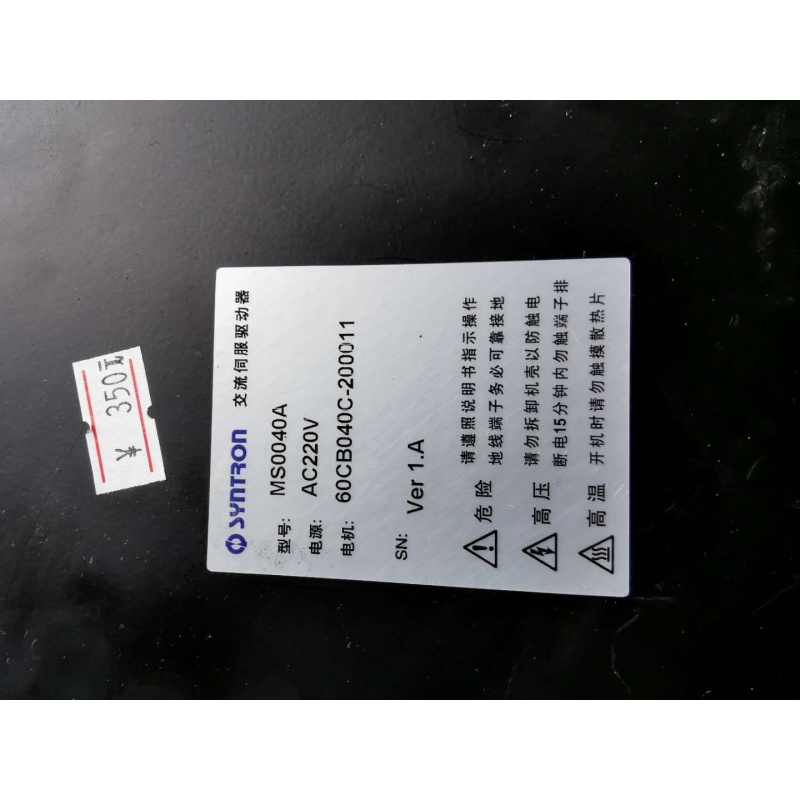 SYNTRON 交流伺服驱动器
型号: MS0040A
电源: AC220V
电机: 60CB040C-200011
SN: Ver 1.A
危险 请遵照说明书指示操作
地线端子务必可靠接地
高压 请勿拆卸机壳以防触电
断电15分钟内勿触端子排
高温 开机时请勿触摸散热片
¥ 350元